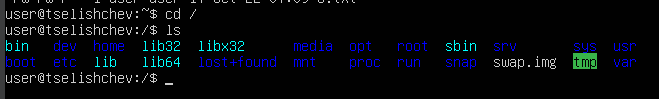 user@tselishchev:~$ cd /
user@tselishchev:/$ ls
bin dev home lib32 libx32 media opt root sbin srv sys usr
boot etc lib lib64 lost+found mnt proc run snap swap.img tmp var
user@tselishchev:/$ _